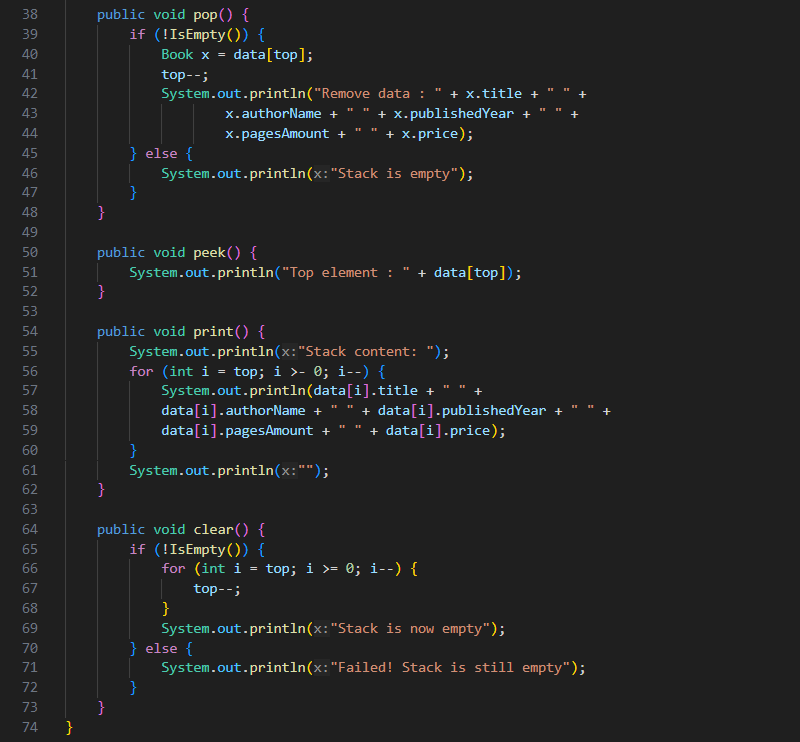 38 public void pop() {
39 if (!IsEmpty()) {
40 Book x = data[top];
41 top--;
42 System.out.println("Remove data : " + x.title + " " +
43 x.authorName + " " + x.publishedYear + " " +
44 x.pagesAmount + " " + x.price);
45 } else {
46 System.out.println(x:"Stack is empty");
47 }
48 }
49
50 public void peek() {
51 System.out.println("Top element : " + data[top]);
52 }
53
54 public void print() {
55 System.out.println(x:"Stack content: ");
56 for (int i = top; i >- 0; i--) {
57 System.out.println(data[i].title + " " +
58 data[i].authorName + " " + data[i].publishedYear + " " +
59 data[i].pagesAmount + " " + data[i].price);
60 }
61 System.out.println(x:"");
62 }
63
64 public void clear() {
65 if (!IsEmpty()) {
66 for (int i = top; i >= 0; i--) {
67 top--;
68 }
69 System.out.println(x:"Stack is now empty");
70 } else {
71 System.out.println(x:"Failed! Stack is still empty");
72 }
73 }
74 }